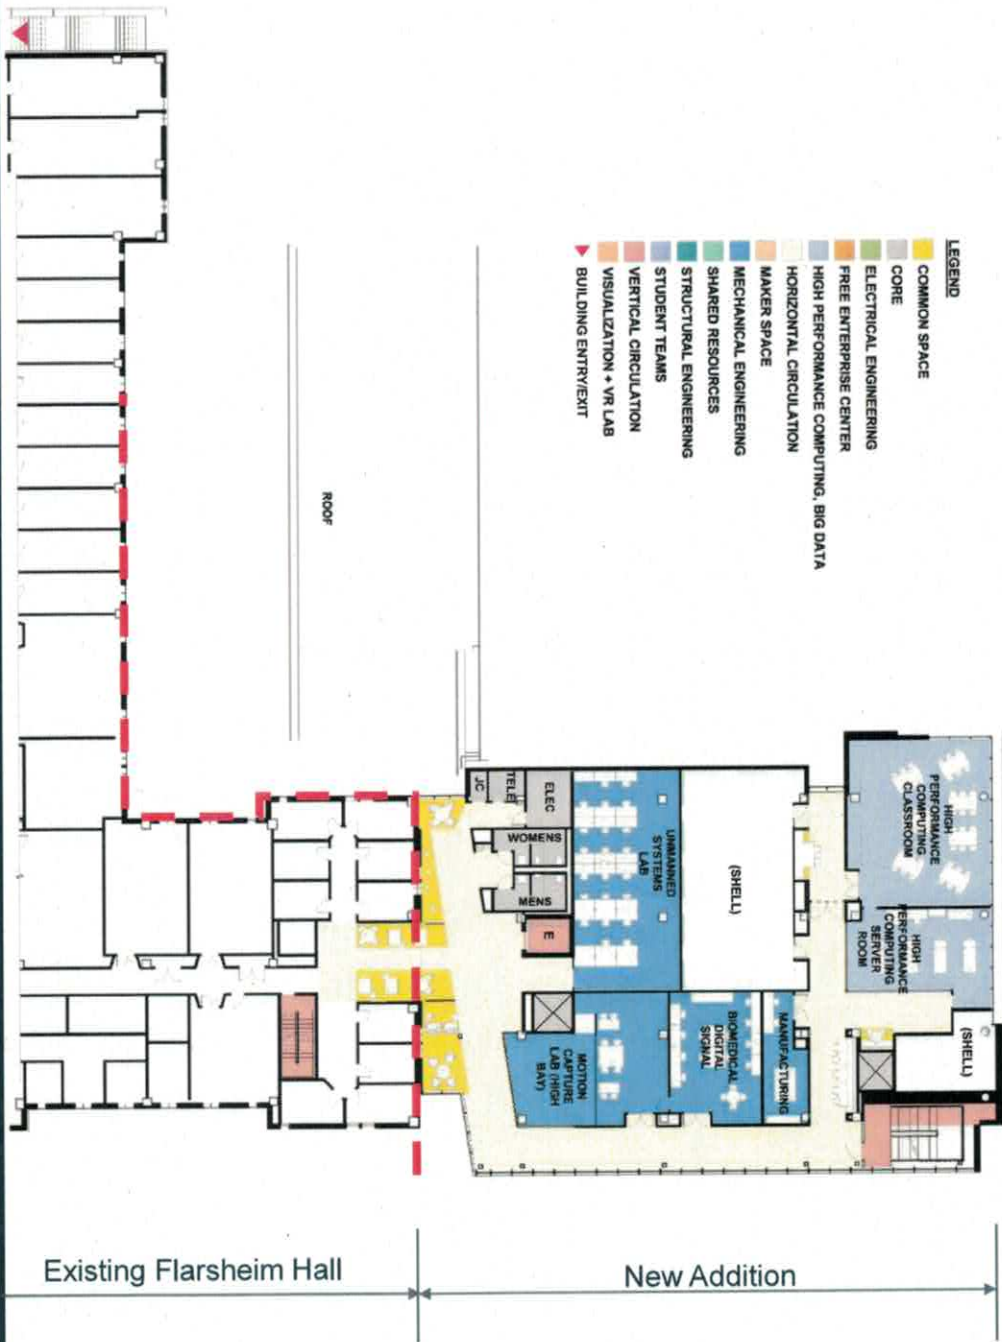 LEGEND
COMMON SPACE
CORE
ELECTRICAL ENGINEERING
FREE ENTERPRISE CENTER
HIGH PERFORMANCE COMPUTING, BIG DATA
HORIZONTAL CIRCULATION
MAKER SPACE
MECHANICAL ENGINEERING
SHARED RESOURCES
STRUCTURAL ENGINEERING
STUDENT TEAMS
VERTICAL CIRCULATION
VISUALIZATION + VR LAB
BUILDING ENTRY/EXIT
ROOF
HIGH
PERFORMANCE
COMPUTING
CLASSROOM
HIGH
PERFORMANCE
COMPUTING
SERVER
ROOM
(SHELL)
(SHELL)
UNMANNED
SYSTEMS
LAB
JC
TELE
ELEC
WOMENS
MENS
E
MANUFACTURING
BIOMEDICAL
DIGITAL
SIGNAL
MOTION
CAPTURE
LAB (HIGH
BAY)
Existing Flarsheim Hall
New Addition